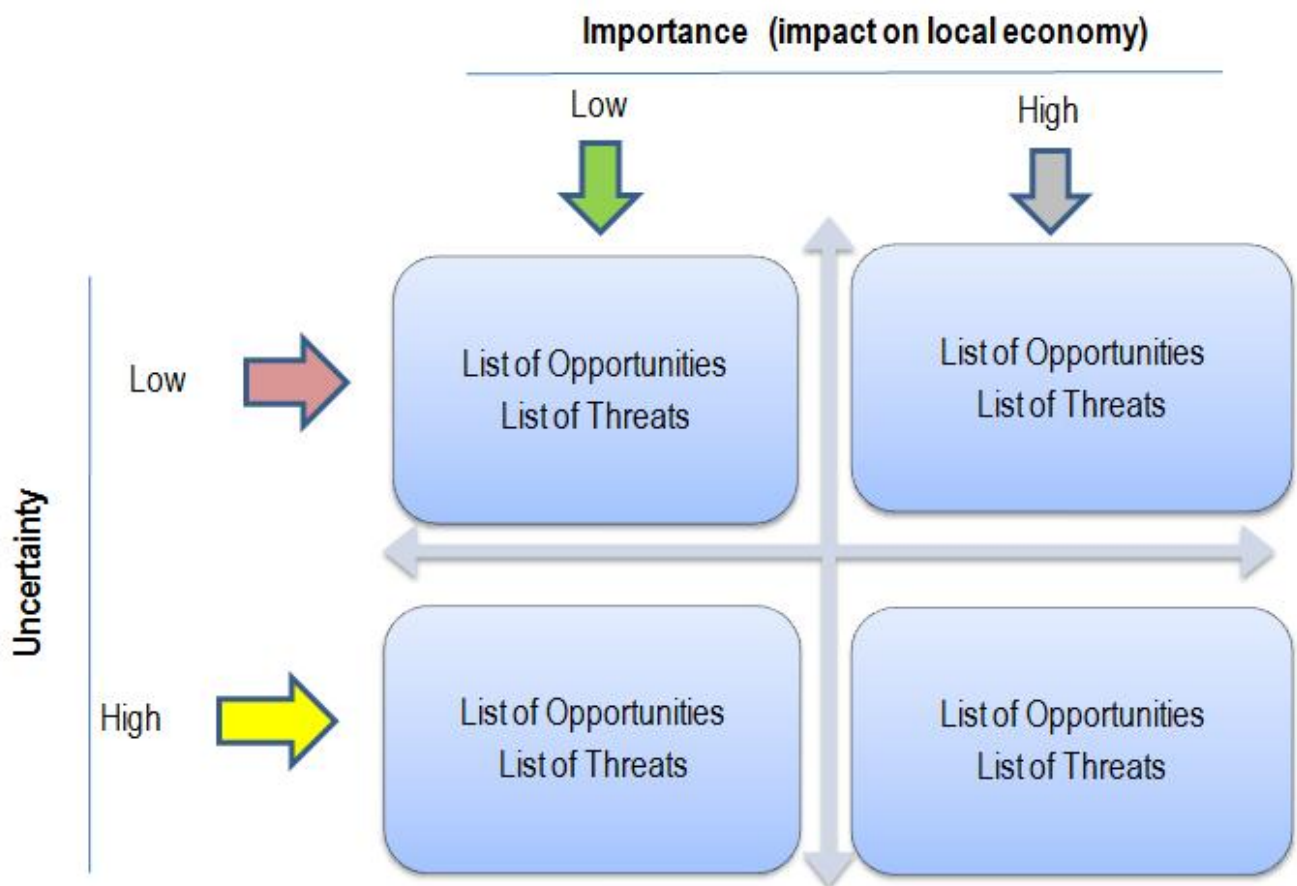 Importance (impact on local economy)
Low
High
Low
List of Opportunities
List of Threats
List of Opportunities
List of Threats
Uncertainty
High
List of Opportunities
List of Threats
List of Opportunities
List of Threats